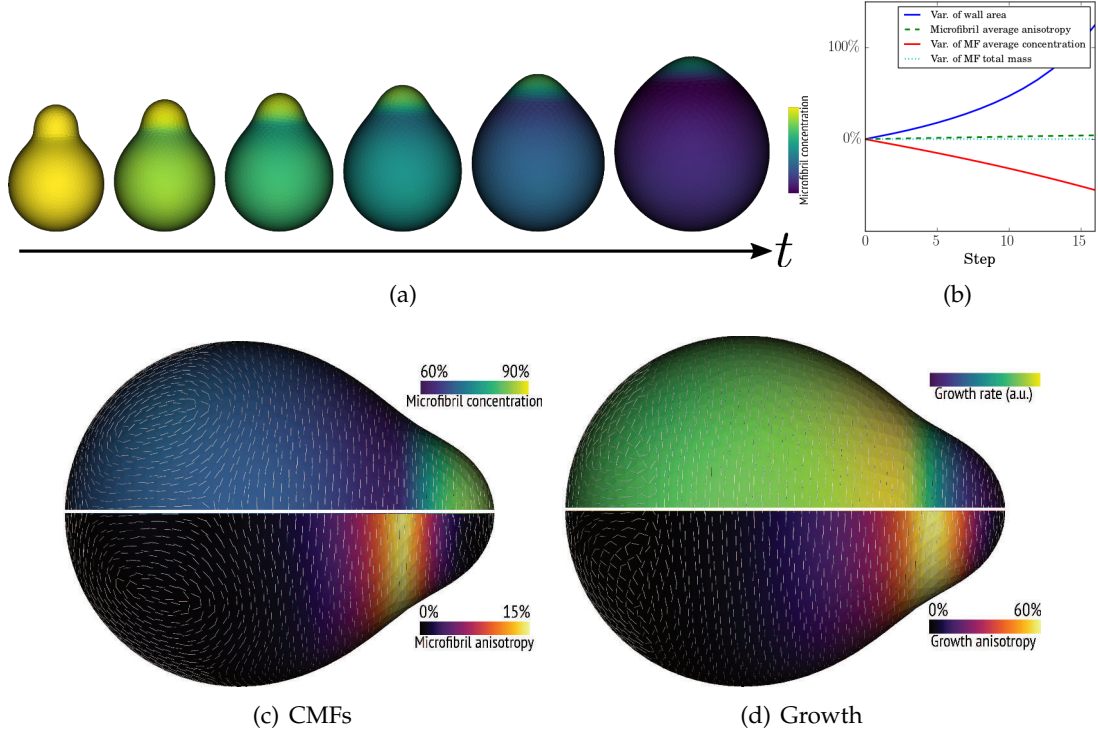 Microfibril concentration
t
(a)
Var. of wall area
Microfibril average anisotropy
Var. of MF average concentration
Var. of MF total mass
100%
0%
0 5 10 15
Step
(b)
60% 90%
Microfibril concentration
0% 15%
Microfibril anisotropy
(c) CMFs
Growth rate (a.u.)
0% 60%
Growth anisotropy
(d) Growth